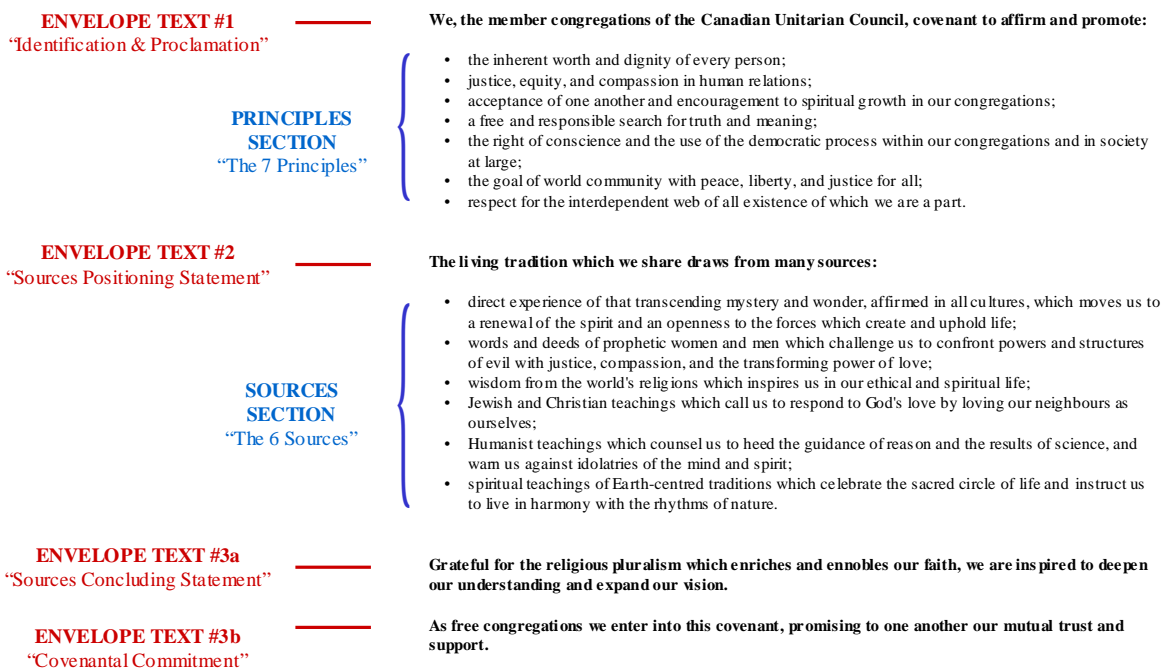 ENVELOPE TEXT #1
“Identification & Proclamation”
We, the member congregations of the Canadian Unitarian Council, covenant to affirm and promote:
PRINCIPLES
SECTION
“The 7 Principles”
• the inherent worth and dignity of every person;
• justice, equity, and compassion in human relations;
• acceptance of one another and encouragement to spiritual growth in our congregations;
• a free and responsible search for truth and meaning;
• the right of conscience and the use of the democratic process within our congregations and in society
at large;
• the goal of world community with peace, liberty, and justice for all;
• respect for the interdependent web of all existence of which we are a part.
ENVELOPE TEXT #2
“Sources Positioning Statement”
The living tradition which we share draws from many sources:
SOURCES
SECTION
“The 6 Sources”
• direct experience of that transcending mystery and wonder, affirmed in all cultures, which moves us to
a renewal of the spirit and an openness to the forces which create and uphold life;
• words and deeds of prophetic women and men which challenge us to confront powers and structures
of evil with justice, compassion, and the transforming power of love;
• wisdom from the world's religions which inspires us in our ethical and spiritual life;
• Jewish and Christian teachings which call us to respond to God's love by loving our neighbours as
ourselves;
• Humanist teachings which counsel us to heed the guidance of reason and the results of science, and
warn us against idolatries of the mind and spirit;
• spiritual teachings of Earth-centred traditions which celebrate the sacred circle of life and instruct us
to live in harmony with the rhythms of nature.
ENVELOPE TEXT #3a
“Sources Concluding Statement”
Grateful for the religious pluralism which enriches and ennobles our faith, we are inspired to deepen
our understanding and expand our vision.
ENVELOPE TEXT #3b
“Covenantal Commitment”
As free congregations we enter into this covenant, promising to one another our mutual trust and
support.